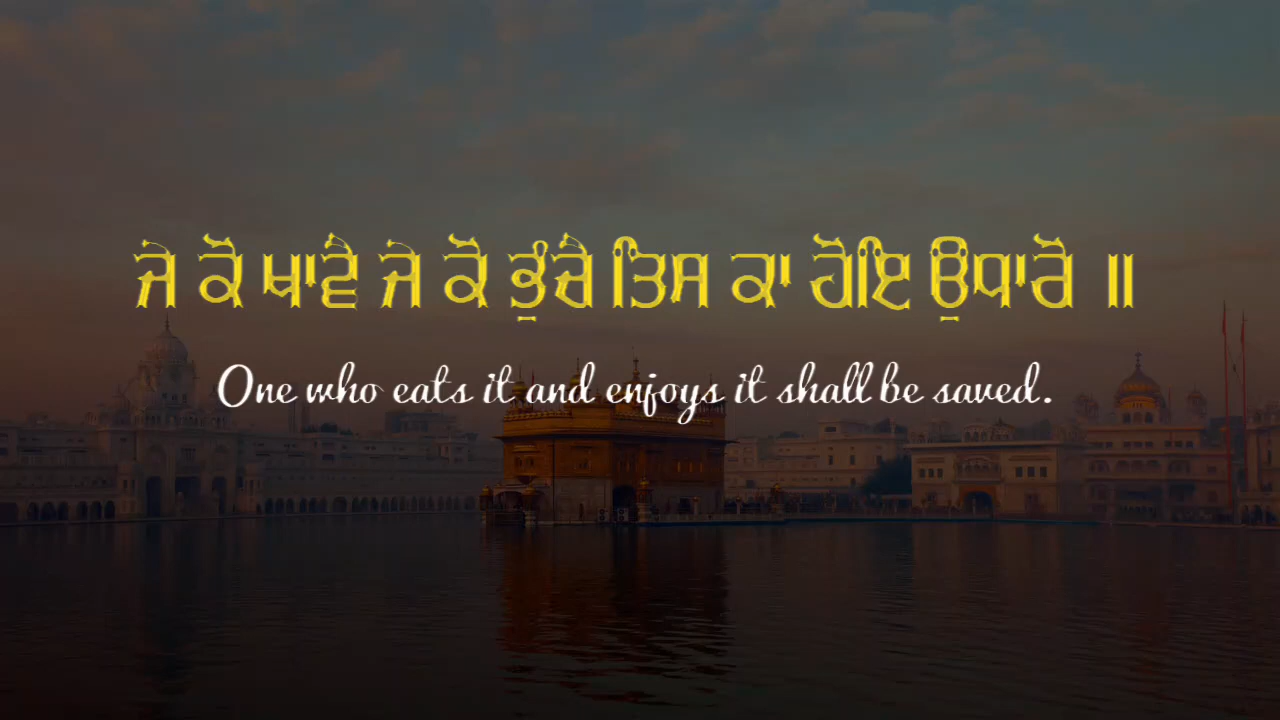 ਜੇ ਕੋ ਖਾਵੈ ਜੇ ਕੋ ਭੁੰਚੈ ਤਿਸ ਕਾ ਹੋਇ ਉਧਾਰੋ ॥
One who eats it and enjoys it shall be saved.